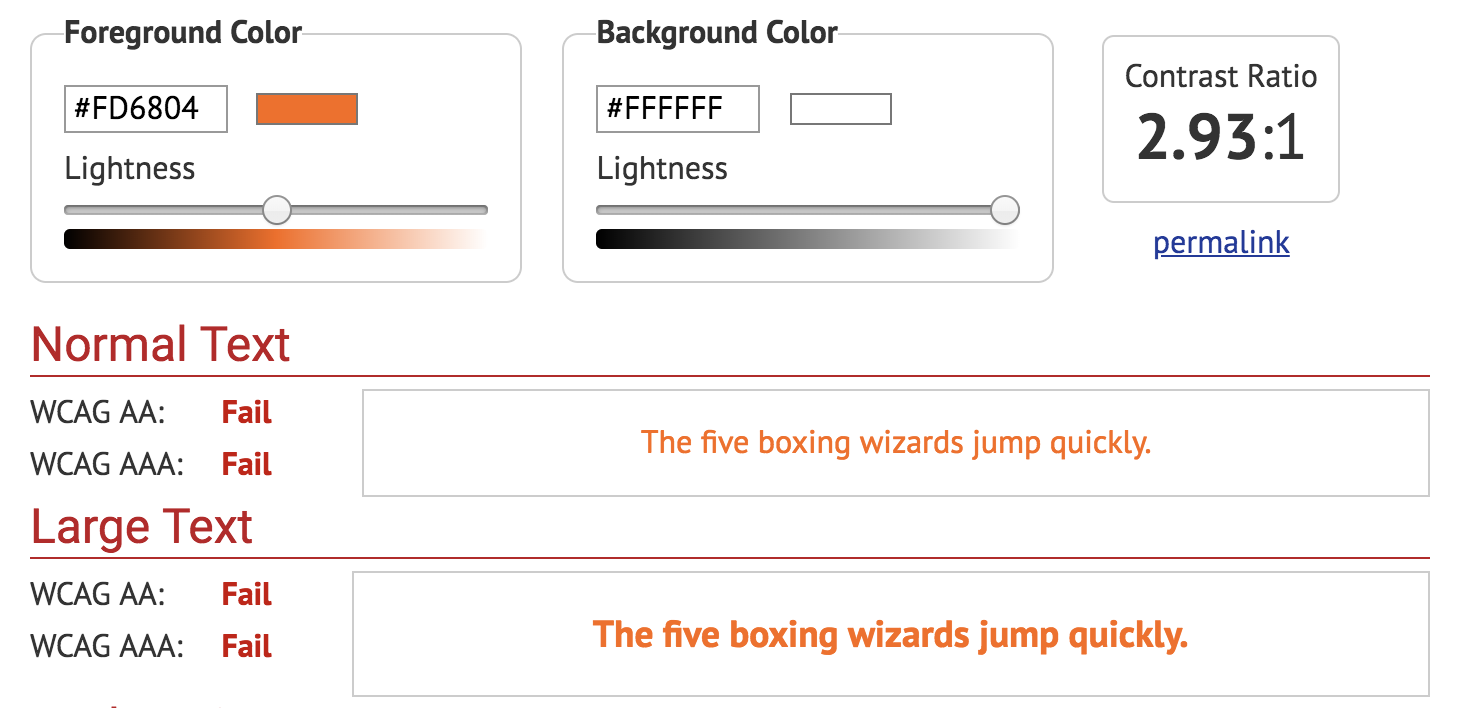 Foreground Color
Background Color
#FD6804
#FFFFFF
Lightness
Lightness
Contrast Ratio
2.93:1
permalink
Normal Text
WCAG AA: Fail
WCAG AAA: Fail
The five boxing wizards jump quickly.
Large Text
WCAG AA: Fail
WCAG AAA: Fail
The five boxing wizards jump quickly.